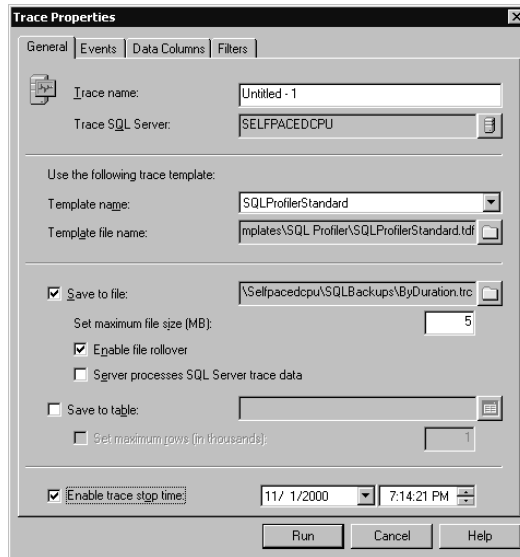 Trace Properties
General Events Data Columns Filters
Trace name: Untitled - 1
Trace SQL Server: SELFPACEDCPU
Use the following trace template:
Template name: SQLProfilerStandard
Template file name: mplates\SQL Profiler\SQLProfilerStandard.tdf
Save to file: \Selfpacedcpu\SQLBackups\ByDuration.trc
Set maximum file size (MB): 5
Enable file rollover
Server processes SQL Server trace data
Save to table:
Set maximum rows (in thousands): 1
Enable trace stop time: 11/ 1/2000 7:14:21 PM
Run Cancel Help